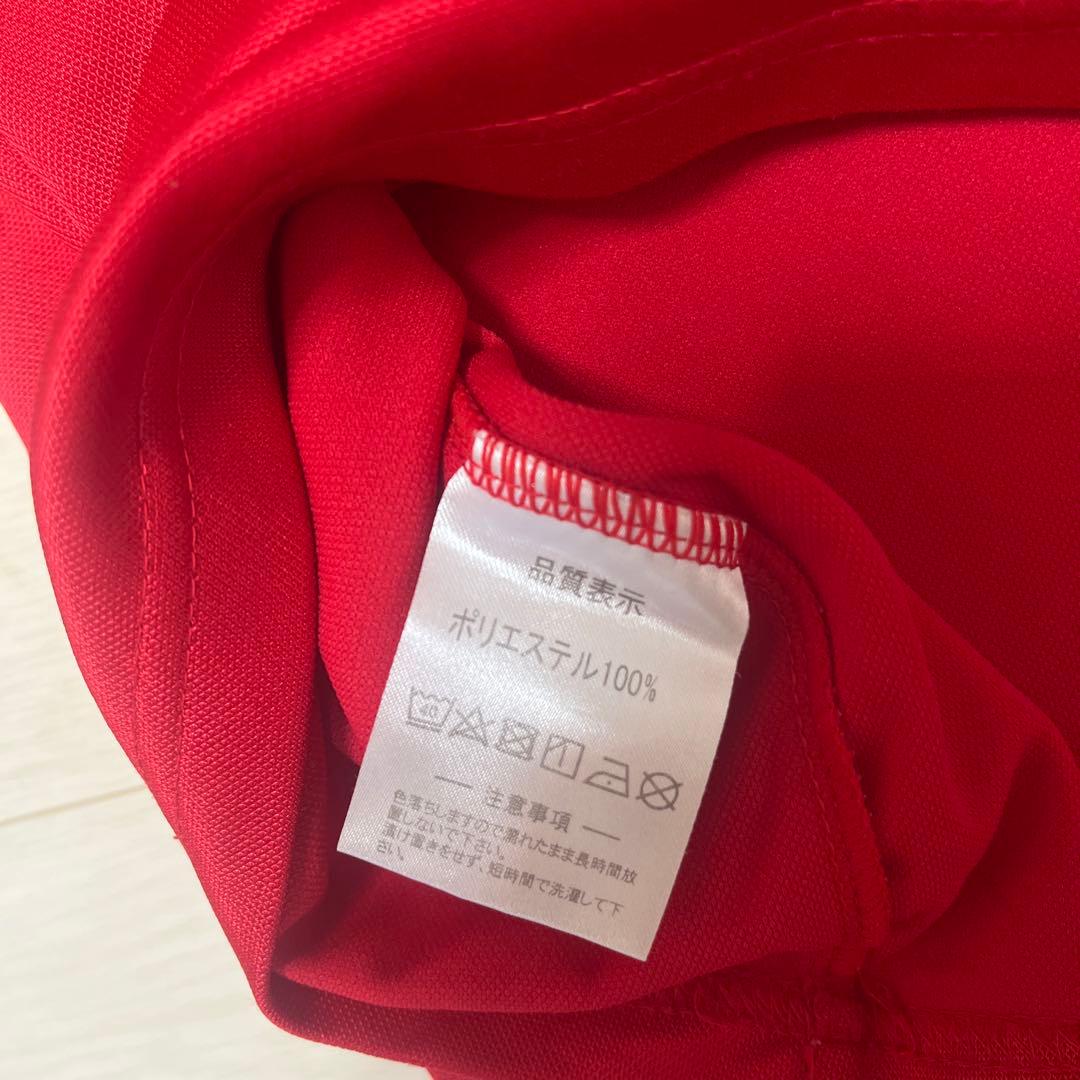 品質表示
ポリエステル100%
40
注意事項
色落ちしますので濡れたまま長時間放
置しないで下さい。
漬け置きをせず、短時間で洗濯して下
さい。